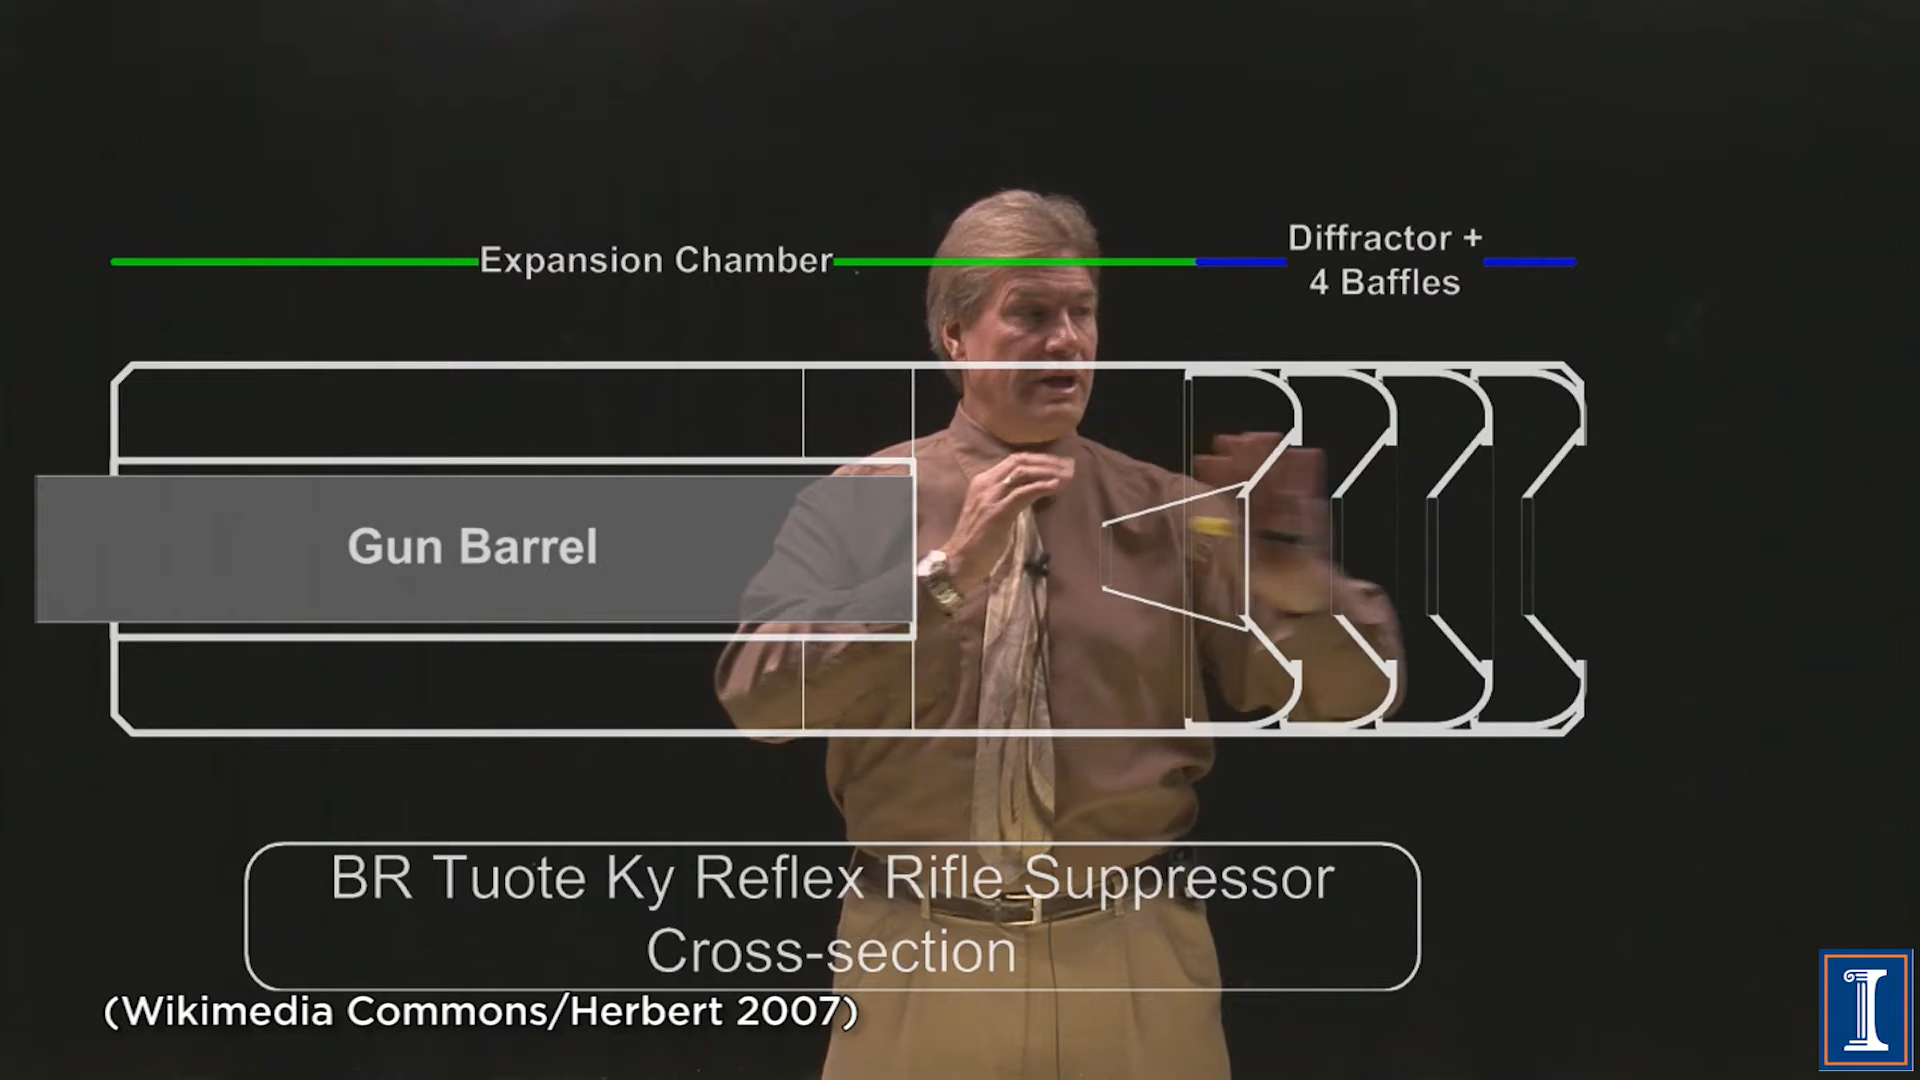 Expansion Chamber
Diffractor +
4 Baffles
Gun Barrel
BR Tuote Ky Reflex Rifle Suppressor
Cross-section
(Wikimedia Commons/Herbert 2007)